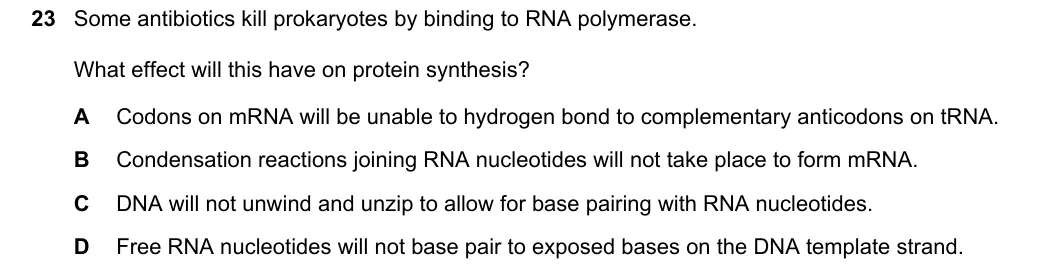 23 Some antibiotics kill prokaryotes by binding to RNA polymerase.
What effect will this have on protein synthesis?
A Codons on mRNA will be unable to hydrogen bond to complementary anticodons on tRNA.
B Condensation reactions joining RNA nucleotides will not take place to form mRNA.
C DNA will not unwind and unzip to allow for base pairing with RNA nucleotides.
D Free RNA nucleotides will not base pair to exposed bases on the DNA template strand.